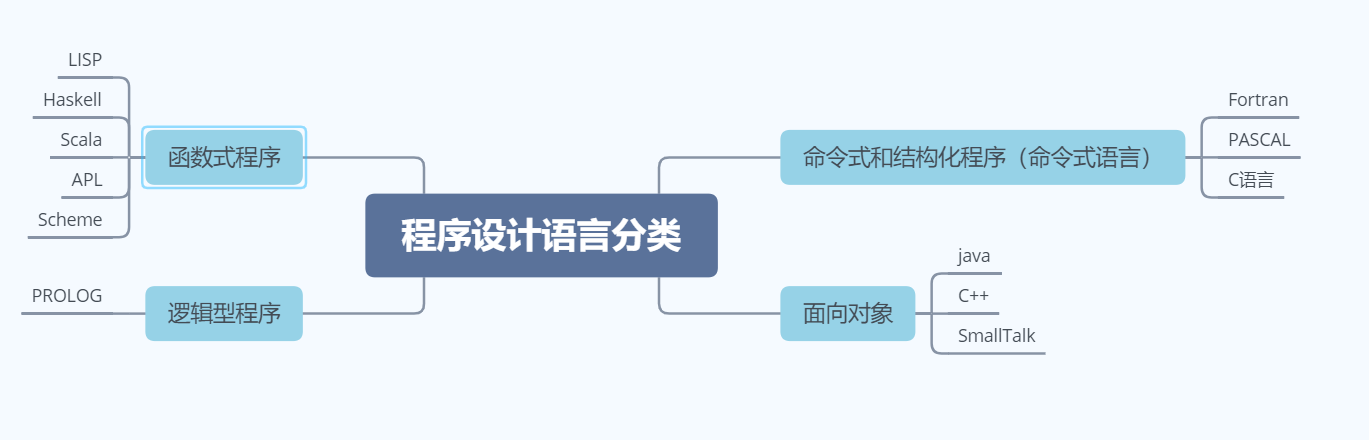 程序设计语言分类
命令式和结构化程序（命令式语言）
Fortran
PASCAL
C语言
面向对象
java
C++
SmallTalk
函数式程序
LISP
Haskell
Scala
APL
Scheme
逻辑型程序
PROLOG